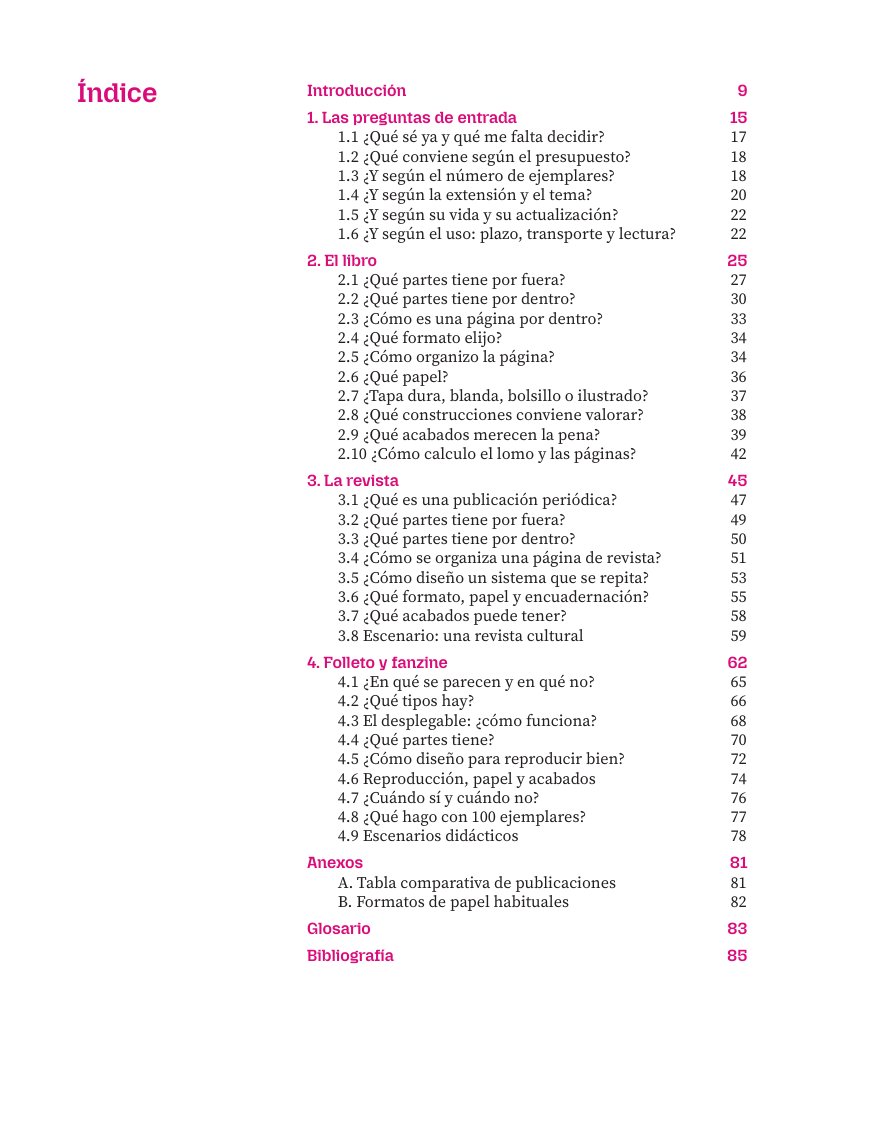 Índice
Introducción 9
1. Las preguntas de entrada 15
1.1 ¿Qué sé ya y qué me falta decidir? 17
1.2 ¿Qué conviene según el presupuesto? 18
1.3 ¿Y según el número de ejemplares? 18
1.4 ¿Y según la extensión y el tema? 20
1.5 ¿Y según su vida y su actualización? 22
1.6 ¿Y según el uso: plazo, transporte y lectura? 22
2. El libro 25
2.1 ¿Qué partes tiene por fuera? 27
2.2 ¿Qué partes tiene por dentro? 30
2.3 ¿Cómo es una página por dentro? 33
2.4 ¿Qué formato elijo? 34
2.5 ¿Cómo organizo la página? 34
2.6 ¿Qué papel? 36
2.7 ¿Tapa dura, blanda, bolsillo o ilustrado? 37
2.8 ¿Qué construcciones conviene valorar? 38
2.9 ¿Qué acabados merecen la pena? 39
2.10 ¿Cómo calculo el lomo y las páginas? 42
3. La revista 45
3.1 ¿Qué es una publicación periódica? 47
3.2 ¿Qué partes tiene por fuera? 49
3.3 ¿Qué partes tiene por dentro? 50
3.4 ¿Cómo se organiza una página de revista? 51
3.5 ¿Cómo diseño un sistema que se repita? 53
3.6 ¿Qué formato, papel y encuadernación? 55
3.7 ¿Qué acabados puede tener? 58
3.8 Escenario: una revista cultural 59
4. Folleto y fanzine 62
4.1 ¿En qué se parecen y en qué no? 65
4.2 ¿Qué tipos hay? 66
4.3 El desplegable: ¿cómo funciona? 68
4.4 ¿Qué partes tiene? 70
4.5 ¿Cómo diseño para reproducir bien? 72
4.6 Reproducción, papel y acabados 74
4.7 ¿Cuándo sí y cuándo no? 76
4.8 ¿Qué hago con 100 ejemplares? 77
4.9 Escenarios didácticos 78
Anexos 81
A. Tabla comparativa de publicaciones 81
B. Formatos de papel habituales 82
Glosario 83
Bibliografía 85